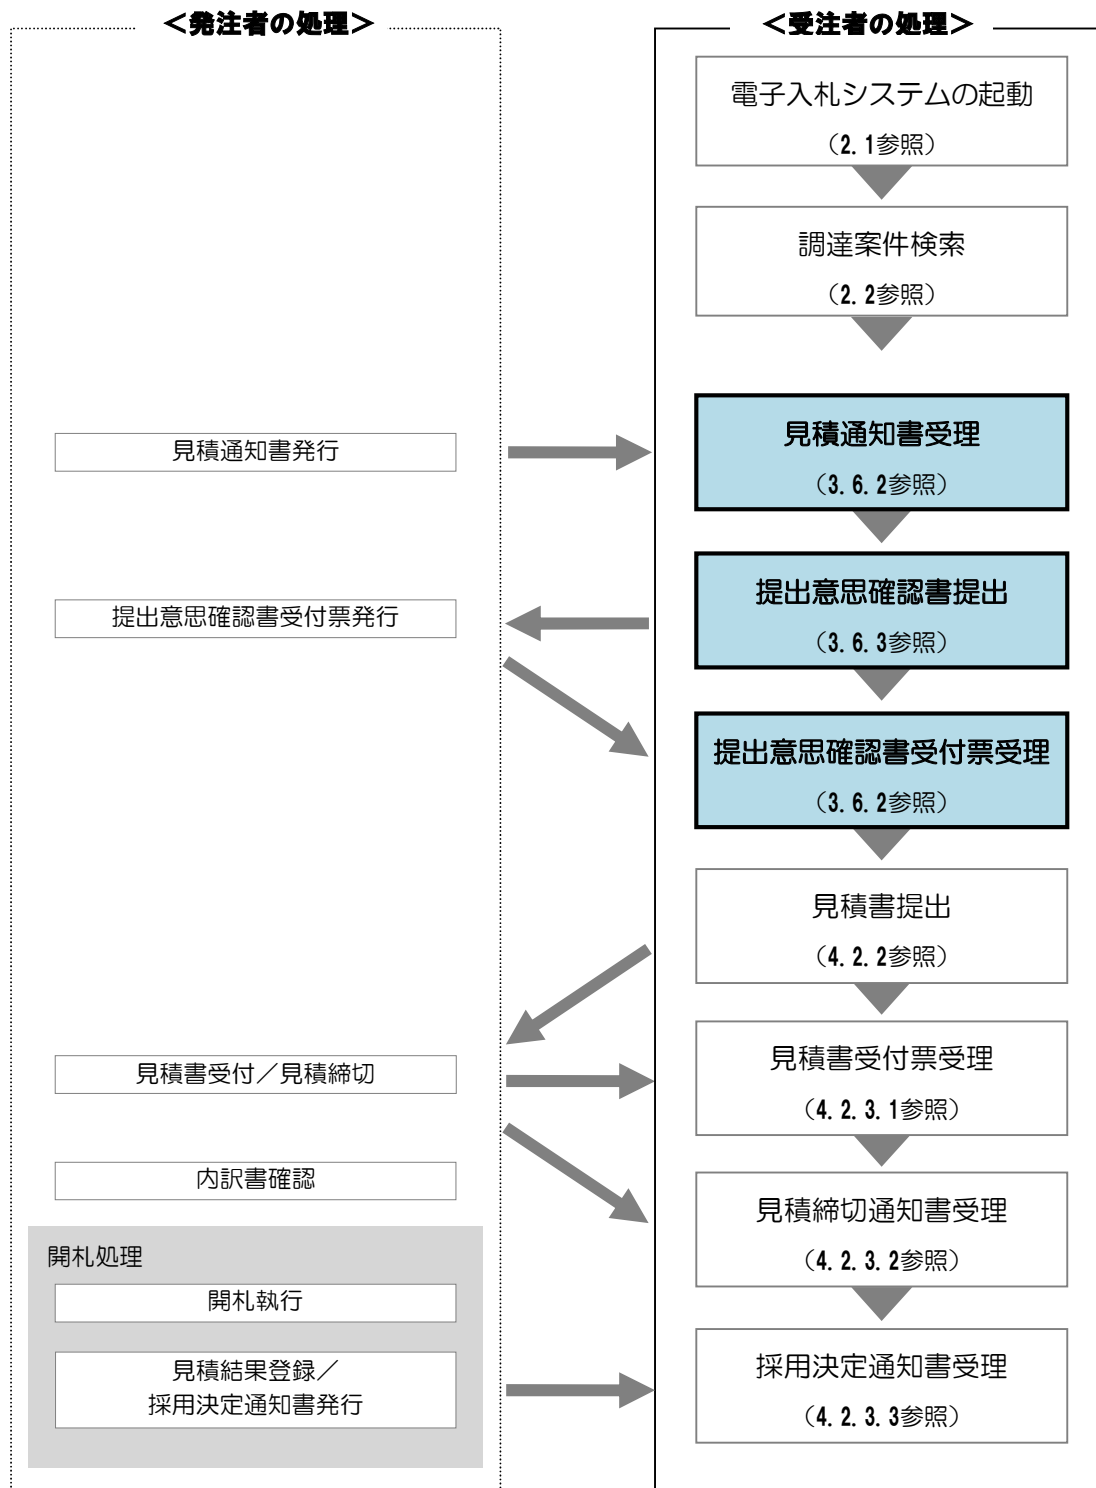 ＜発注者の処理＞
＜受注者の処理＞
電子入札システムの起動
（2.1参照）
調達案件検索
（2.2参照）
見積通知書発行
見積通知書受理
（3.6.2参照）
提出意思確認書受付票発行
提出意思確認書提出
（3.6.3参照）
提出意思確認書受付票受理
（3.6.2参照）
見積書提出
（4.2.2参照）
見積書受付／見積締切
見積書受付票受理
（4.2.3.1参照）
内訳書確認
見積締切通知書受理
（4.2.3.2参照）
開札処理
開札執行
見積結果登録／
採用決定通知書発行
採用決定通知書受理
（4.2.3.3参照）